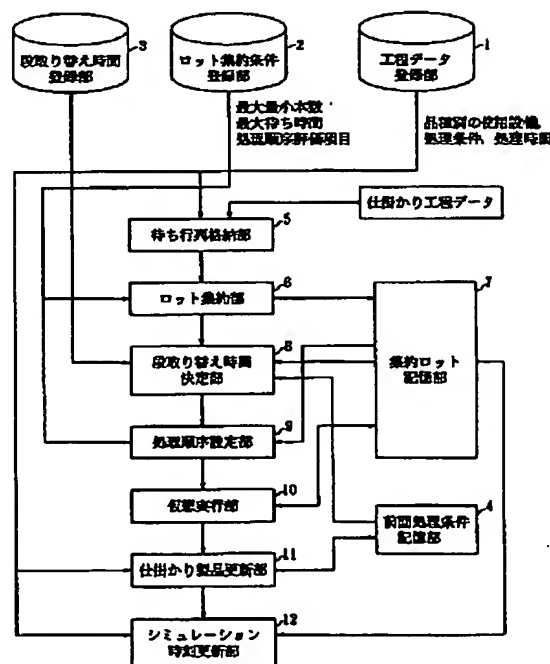 3
2
1
段取り替え時間
登録部
ロット集約条件
登録部
工程データ
登録部
最大最小本数
最大待ち時間
処理順序評価項目
品種別の使用設備、
処理条件、処理時間
5
仕掛かり工程データ
待ち行列格納部
6
7
ロット集約部
8
段取り替え時間
決定部
集約ロット
記憶部
9
処理順序設定部
10
4
仮想実行部
前回処理条件
記憶部
11
仕掛かり製品更新部
12
シミュレーション
時刻更新部